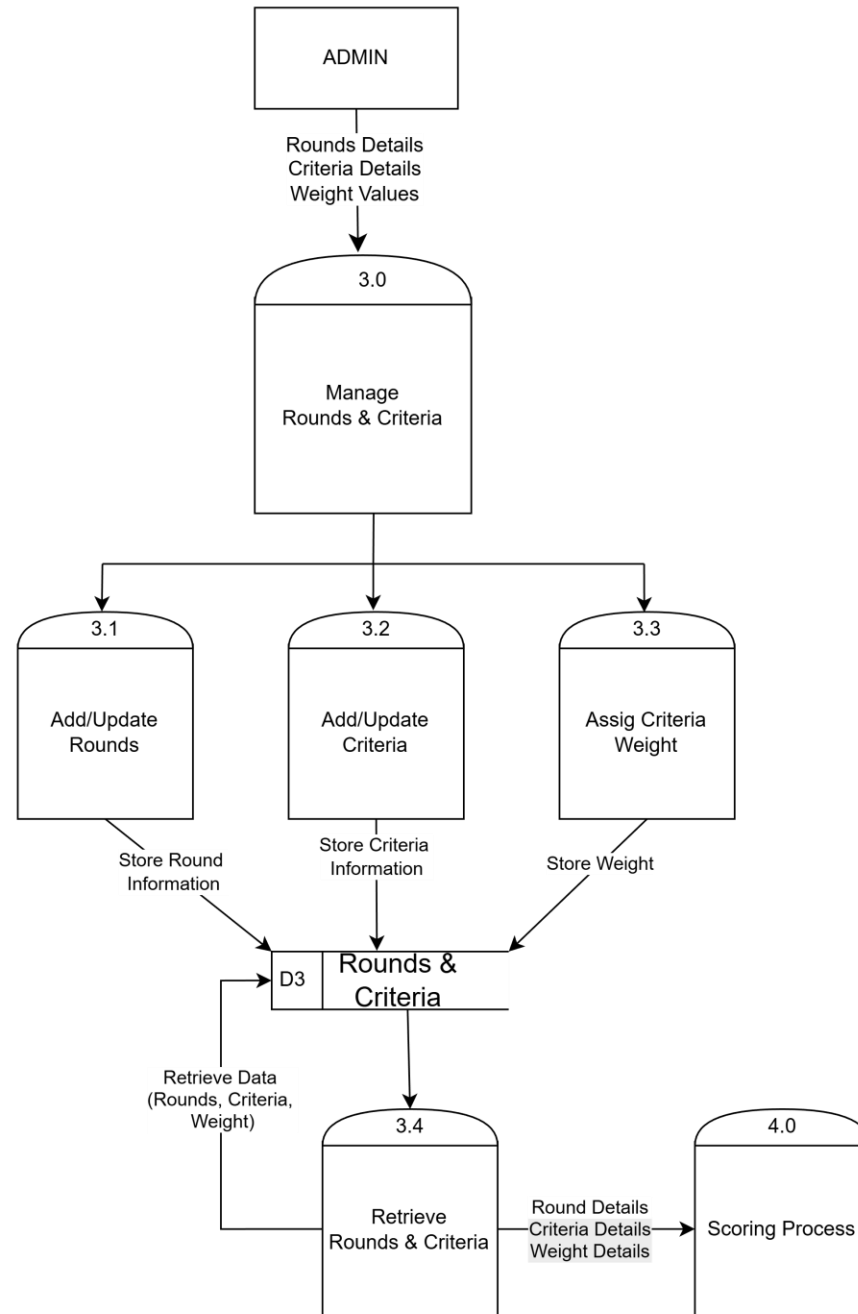 ADMIN
Rounds Details
Criteria Details
Weight Values
3.0
Manage
Rounds & Criteria
3.1
Add/Update
Rounds
3.2
Add/Update
Criteria
3.3
Assig Criteria
Weight
Store Round
Information
Store Criteria
Information
Store Weight
D3
Rounds &
Criteria
Retrieve Data
(Rounds, Criteria,
Weight)
3.4
Retrieve
Rounds & Criteria
Round Details
Criteria Details
Weight Details
4.0
Scoring Process